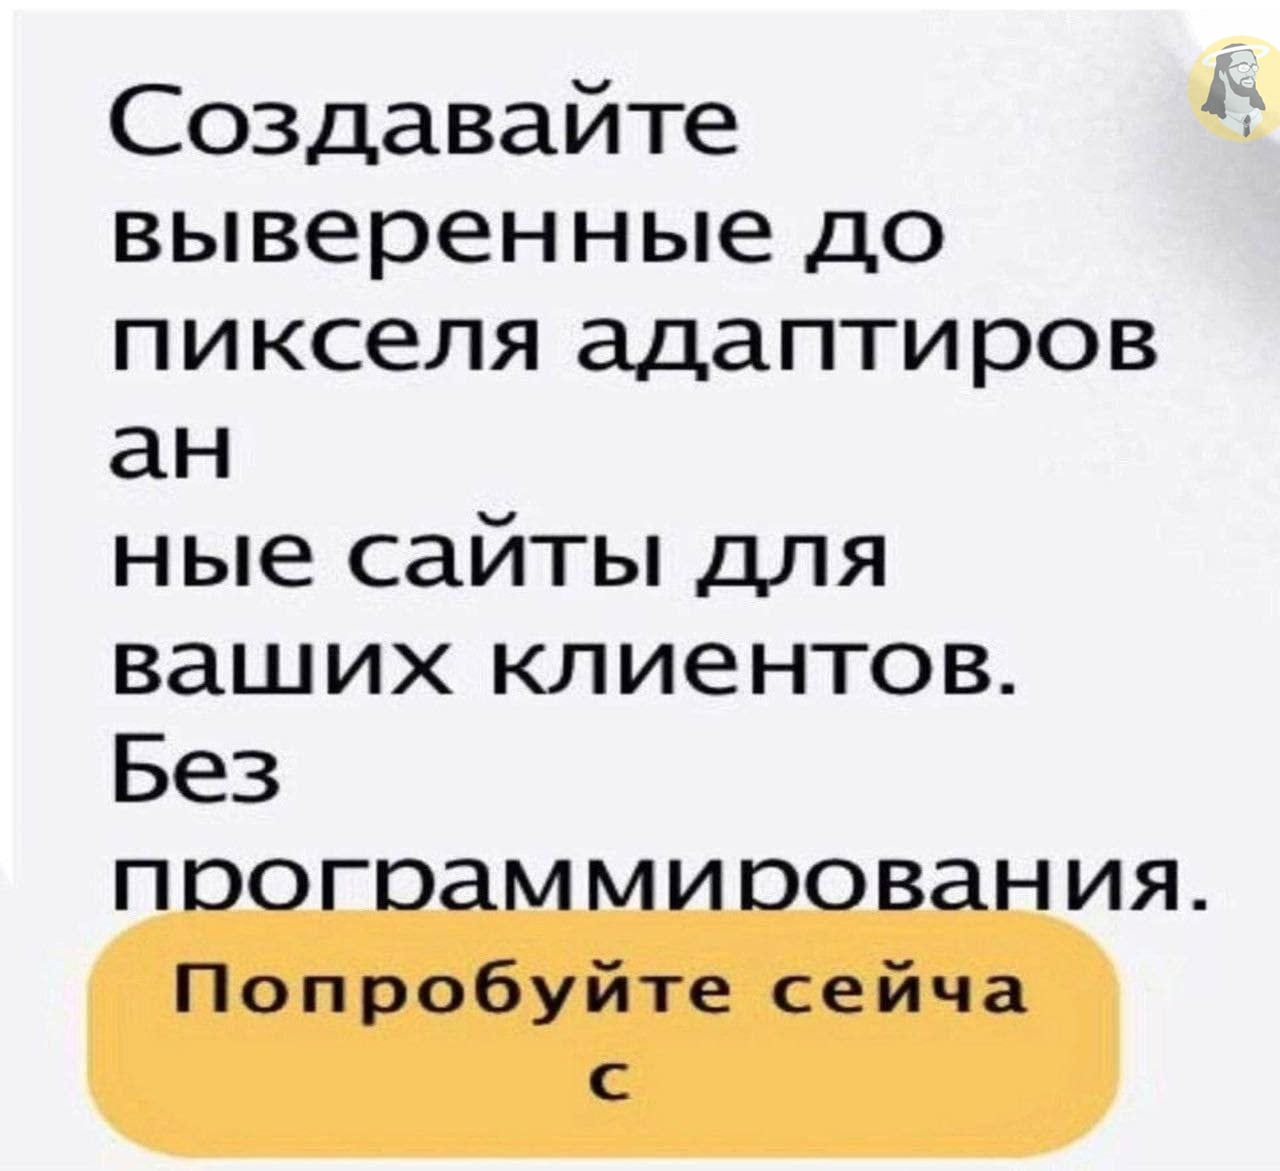 Создавайте
выверенные до
пикселя адаптиров
ан
ные сайты для
ваших клиентов.
Без
программирования.
Попробуйте сейча
с